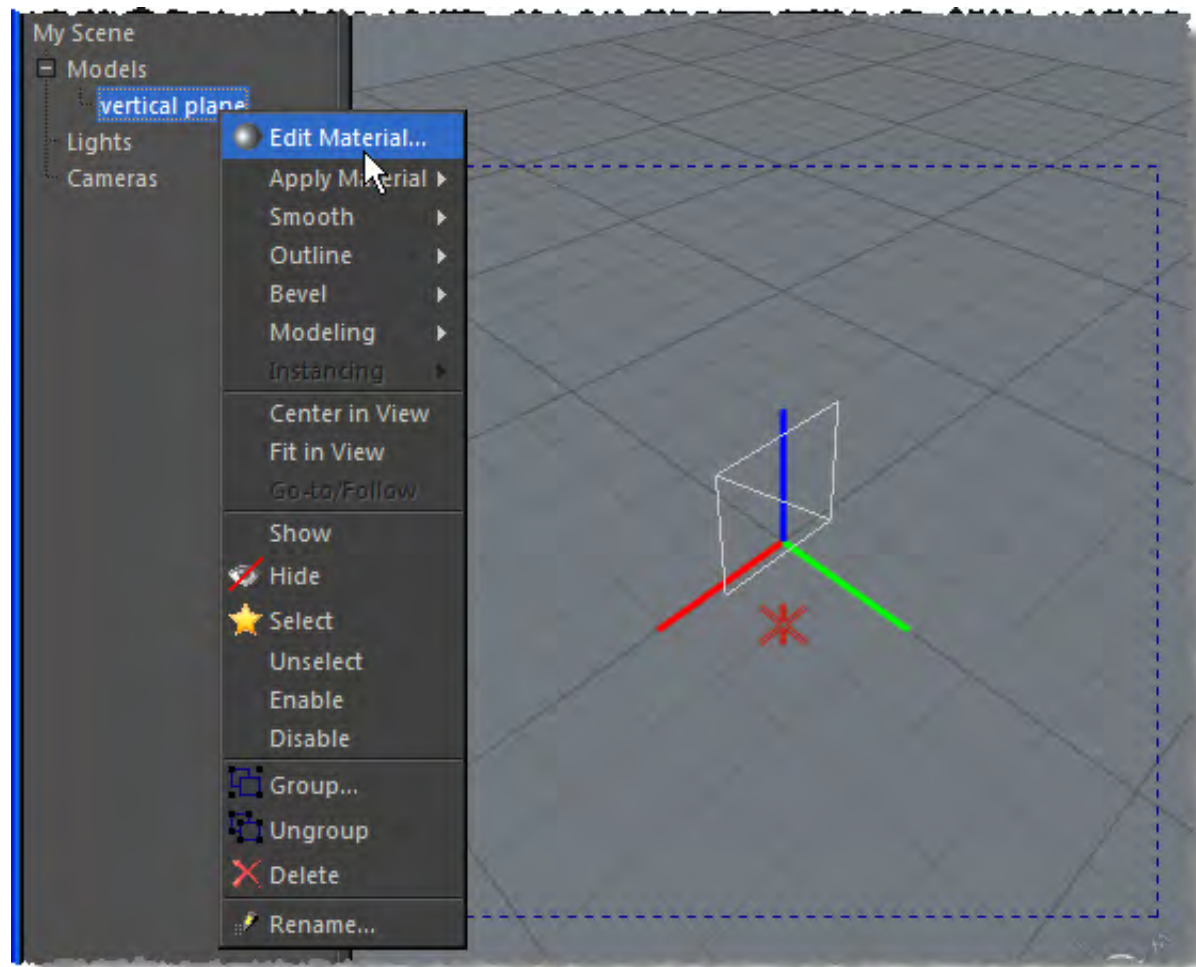 My Scene
Models
vertical plane
Lights
Cameras
Edit Material...
Apply Material
Smooth
Outline
Bevel
Modeling
Instancing
Center in View
Fit in View
Go-to/Follow
Show
Hide
Select
Unselect
Enable
Disable
Group...
Ungroup
Delete
Rename...